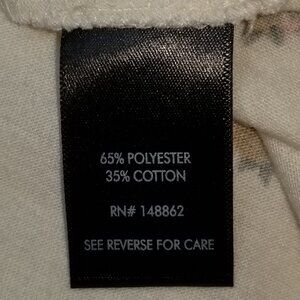 65% POLYESTER
35% COTTON
RN# 148862
SEE REVERSE FOR CARE